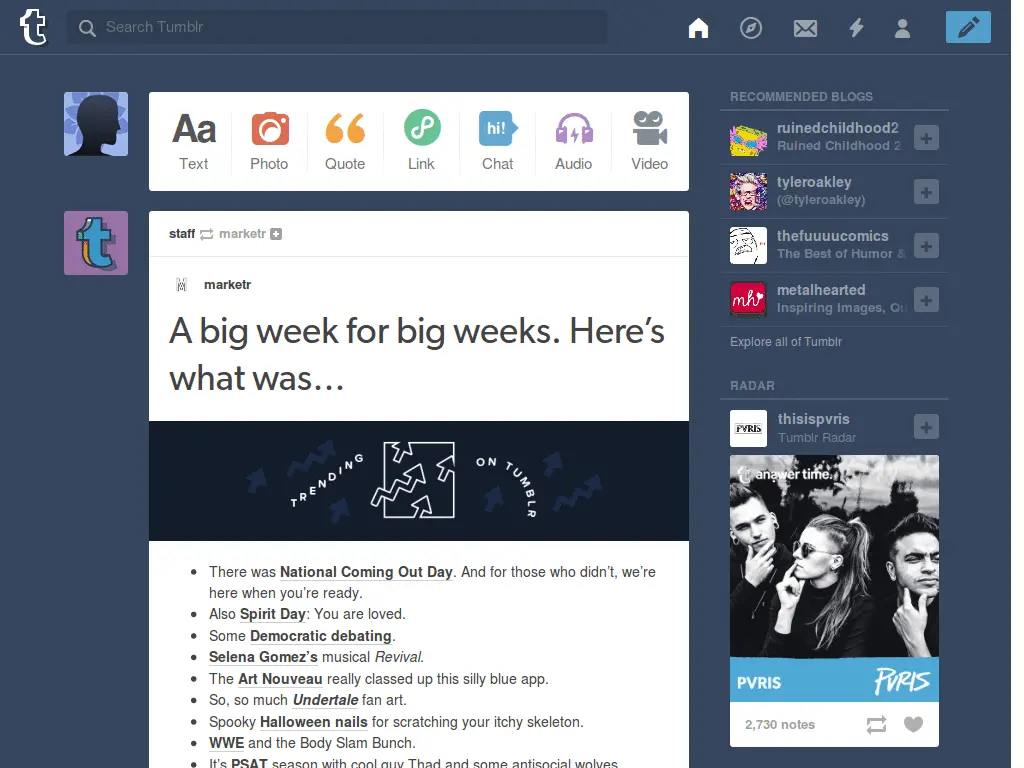 Search Tumblr
Aa
hi!
Text
Photo
Quote
Link
Chat
Audio
Video
staff marketr
marketr
A big week for big weeks. Here’s
what was…
TRENDING ON TUMBLR
There was National Coming Out Day. And for those who didn’t, we’re
here when you’re ready.
Also Spirit Day: You are loved.
Some Democratic debating.
Selena Gomez’s musical Revival.
The Art Nouveau really classed up this silly blue app.
So, so much Undertale fan art.
Spooky Halloween nails for scratching your itchy skeleton.
WWE and the Body Slam Bunch.
It’s PSAT season with cool guy Thad and some antisocial wolves
RECOMMENDED BLOGS
ruinedchildhood2
Ruined Childhood 2
tyleroakley
(@tyleroakley)
thefuuuucomics
The Best of Humor &
mh
metalhearted
Inspiring Images, Qu
Explore all of Tumblr
RADAR
PVRIS
thisispvris
Tumblr Radar
t answer time.
PVRIS PVRIS
2,730 notes